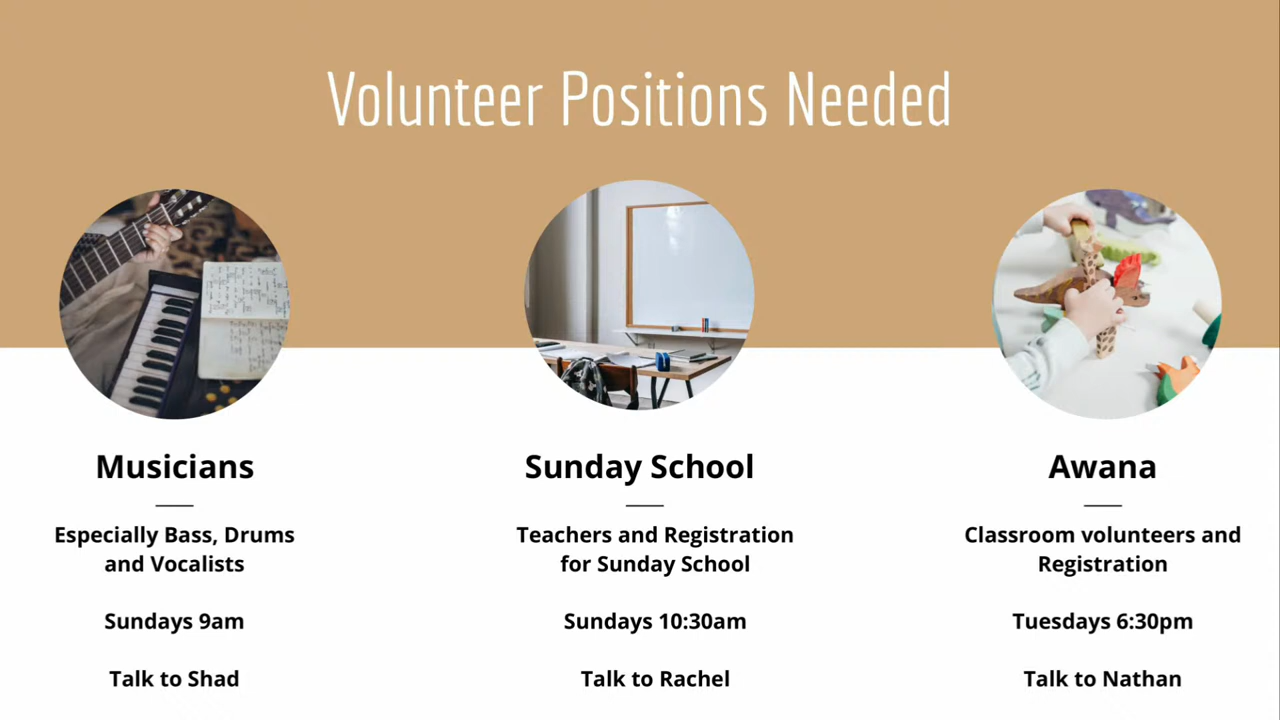 Volunteer Positions Needed
Musicians
Especially Bass, Drums
and Vocalists
Sundays 9am
Talk to Shad
Sunday School
Teachers and Registration
for Sunday School
Sundays 10:30am
Talk to Rachel
Awana
Classroom volunteers and
Registration
Tuesdays 6:30pm
Talk to Nathan